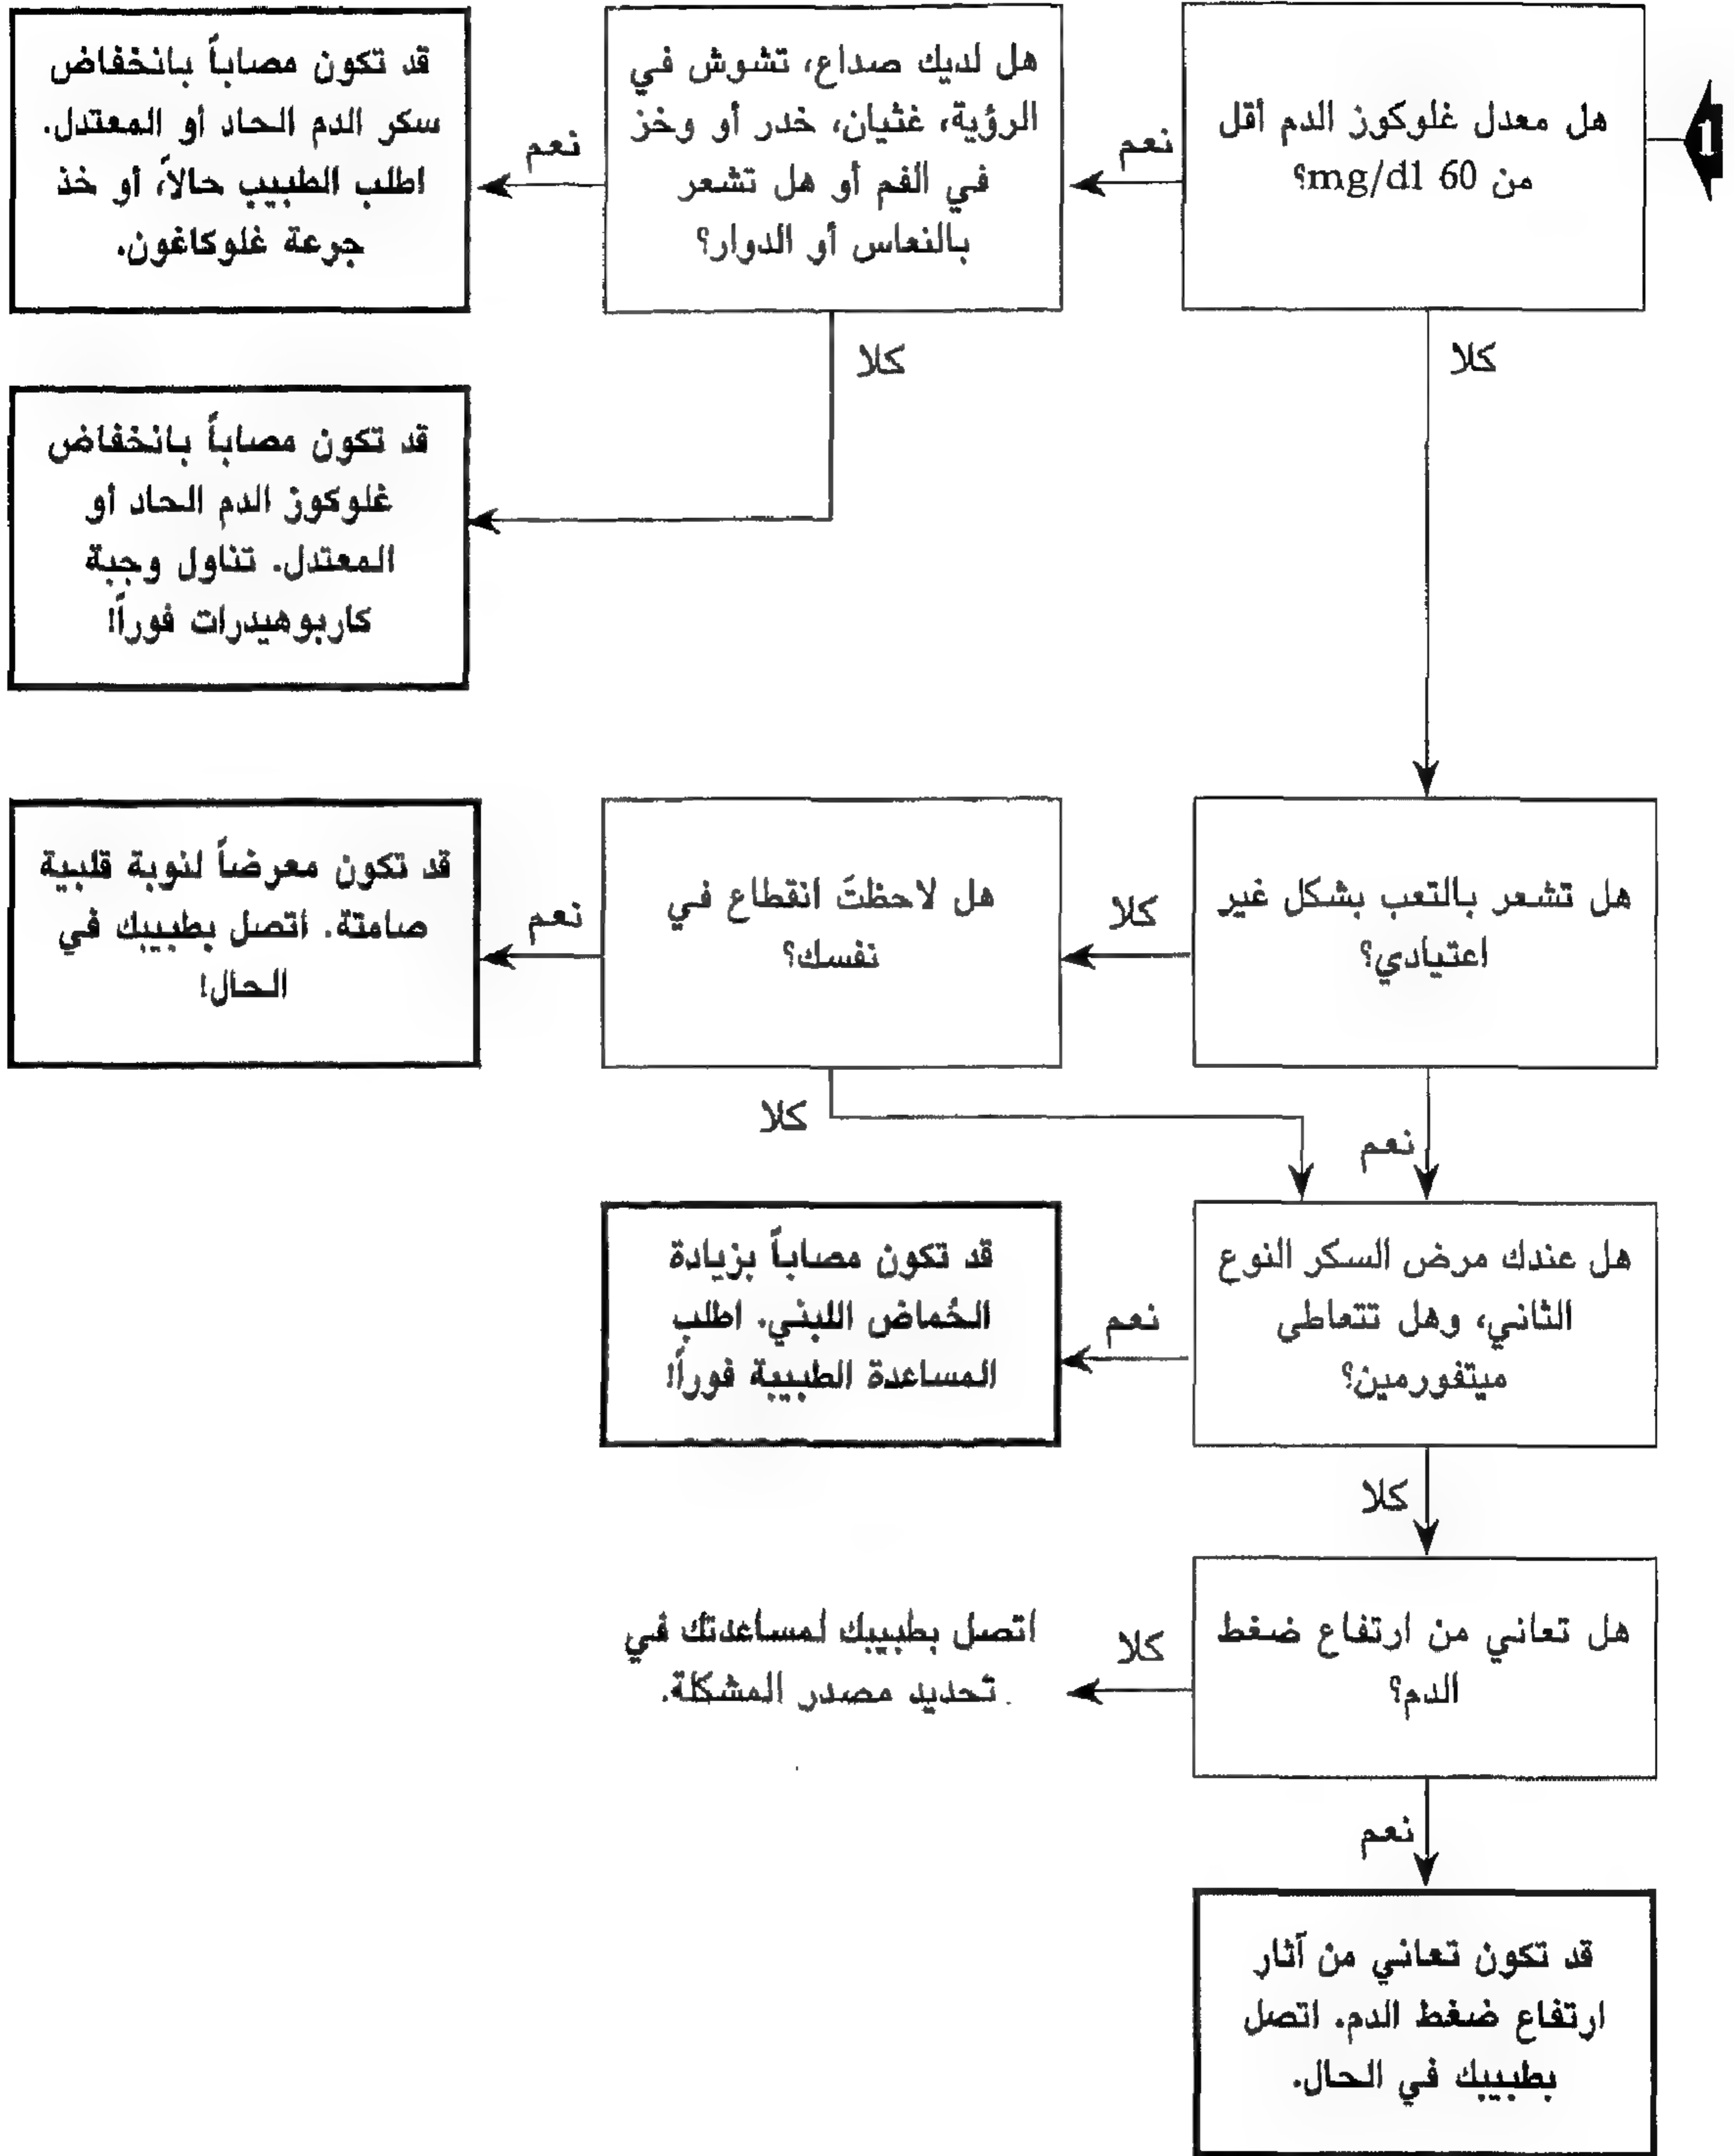 1
هل معدل غلوكوز الدم أقل
من 60 mg/dl؟
نعم
هل لديك صداع، تشوش في
الرؤية، غثيان، خدر أو وخز
في الفم أو هل تشعر
بالنعاس أو الدوار؟
نعم
قد تكون مصاباً بانخفاض
سكر الدم الحاد أو المعتدل.
اطلب الطبيب حالاً، أو خذ
جرعة غلوكاغون.
كلا
كلا
قد تكون مصاباً بانخفاض
غلوكوز الدم الحاد أو
المعتدل. تناول وجبة
كاربوهيدرات فوراً!
هل تشعر بالتعب بشكل غير
اعتيادي؟
كلا
هل لاحظتَ انقطاع في
نفسك؟
نعم
قد تكون معرضاً لنوبة قلبية
صامتة. اتصل بطبيبك في
الحال!
نعم
كلا
هل عندك مرض السكر النوع
الثاني، وهل تتعاطى
ميتفورمين؟
نعم
قد تكون مصاباً بزيادة
الحُماض اللبني. اطلب
المساعدة الطبيبة فوراً!
كلا
هل تعاني من ارتفاع ضغط
الدم؟
كلا
اتصل بطبيبك لمساعدتك في
تحديد مصدر المشكلة.
نعم
قد تكون تعاني من آثار
ارتفاع ضغط الدم. اتصل
بطبيبك في الحال.